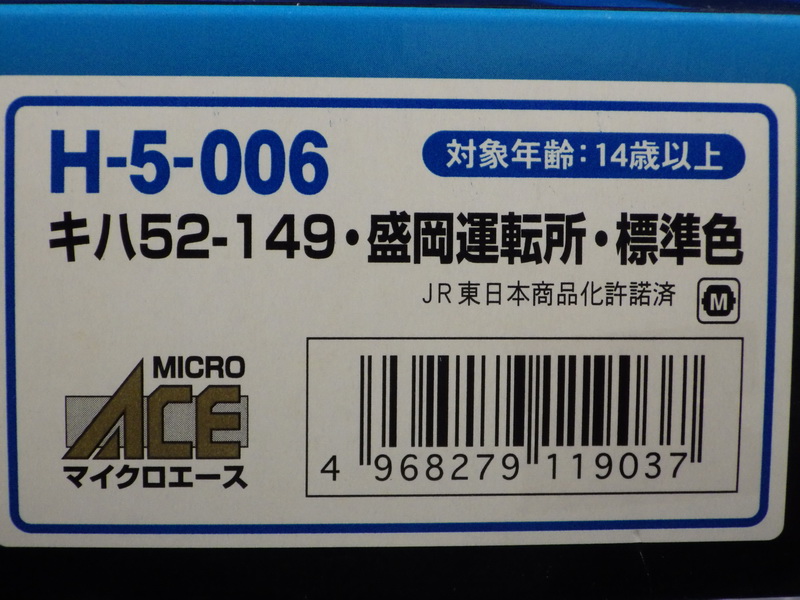 H-5-006
対象年齢：14歳以上
キハ52-149・盛岡運転所・標準色
JR東日本商品化許諾済
M
MICRO
ACE
マイクロエース
4 968279 119037